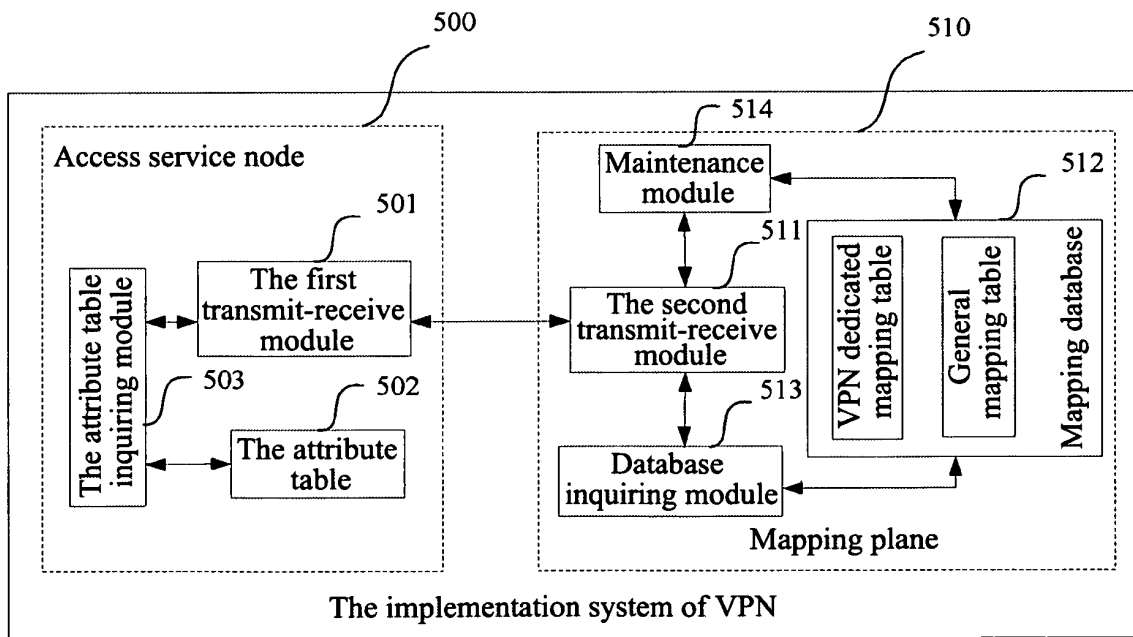 500
510
Access service node
514
Maintenance
module
512
501
511
The first
transmit-receive
module
The attribute table
inquiring module
503
502
The attribute
table
The second
transmit-receive
module
513
Database
inquiring module
VPN dedicated
mapping table
General
mapping table
Mapping database
Mapping plane
The implementation system of VPN